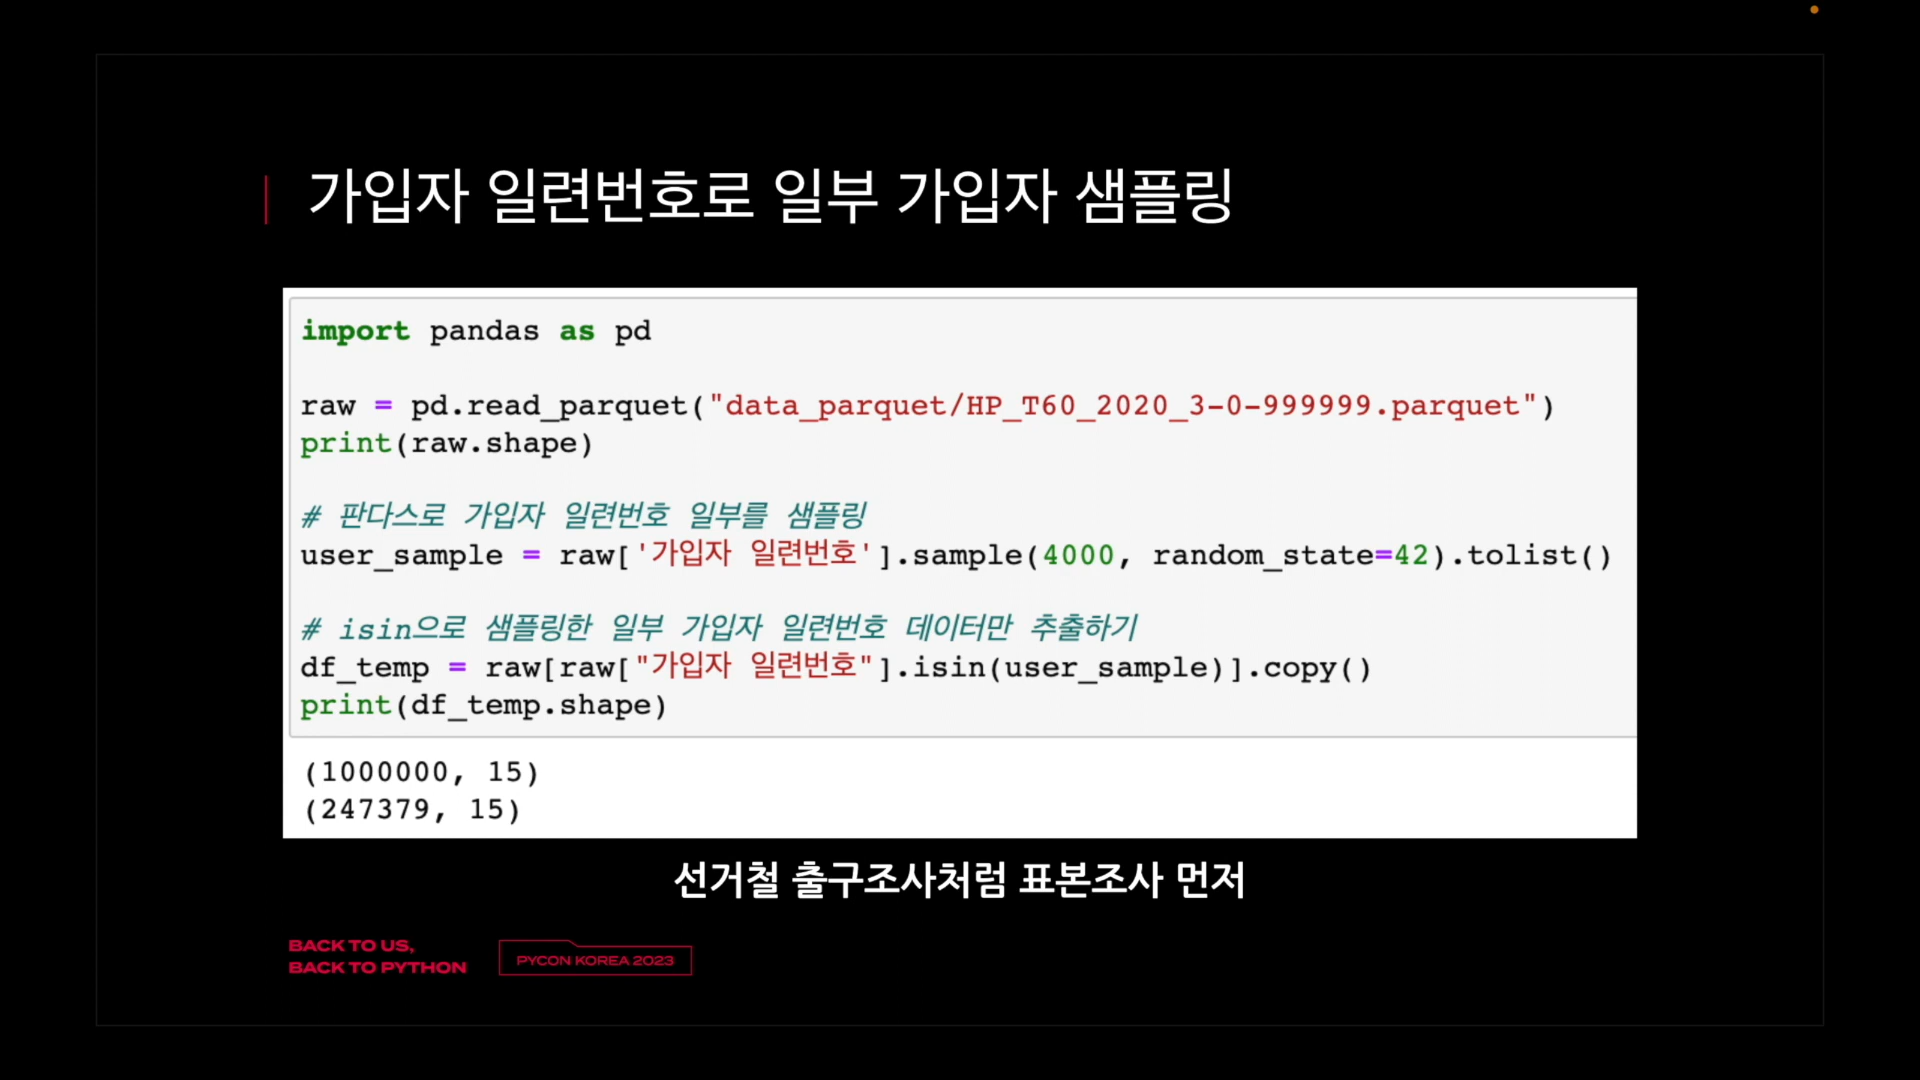 가입자 일련번호로 일부 가입자 샘플링
import pandas as pd
raw = pd.read_parquet("data_parquet/HP_T60_2020_3-0-999999.parquet")
print(raw.shape)
# 판다스로 가입자 일련번호 일부를 샘플링
user_sample = raw['가입자 일련번호'].sample(4000, random_state=42).tolist()
# isin으로 샘플링한 일부 가입자 일련번호 데이터만 추출하기
df_temp = raw[raw["가입자 일련번호"].isin(user_sample)].copy()
print(df_temp.shape)
(1000000, 15)
(247379, 15)
선거철 출구조사처럼 표본조사 먼저
BACK TO US,
BACK TO PYTHON
PYCON KOREA 2023